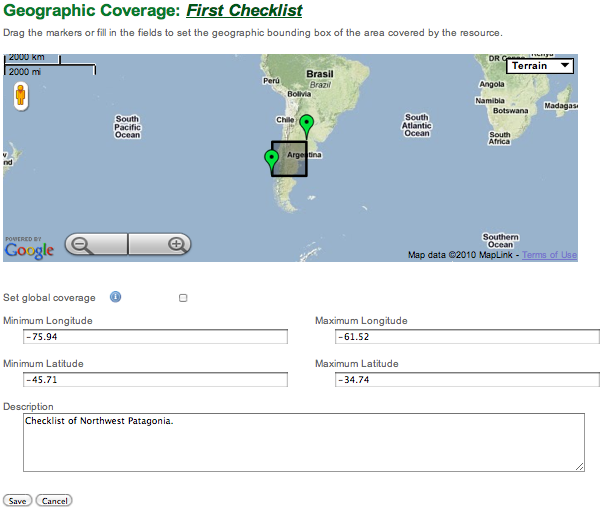 Geographic Coverage: First Checklist
Drag the markers or fill in the fields to set the geographic bounding box of the area covered by the resource.
2000 km
2000 mi
Terrain
DR
Kenya
Perú
Brasil
Brazil
Bolivia
Chile
Argentina
Angola
Namibia
Botswana
Madagas
South
Africa
South
Pacific
Ocean
South
Atlantic
Ocean
Southern
Ocean
POWERED BY
Google
Map data ©2010 MapLink - Terms of Use
Set global coverage
Minimum Longitude
Maximum Longitude
-75.94
-61.52
Minimum Latitude
Maximum Latitude
-45.71
-34.74
Description
Checklist of Northwest Patagonia.
Save
Cancel